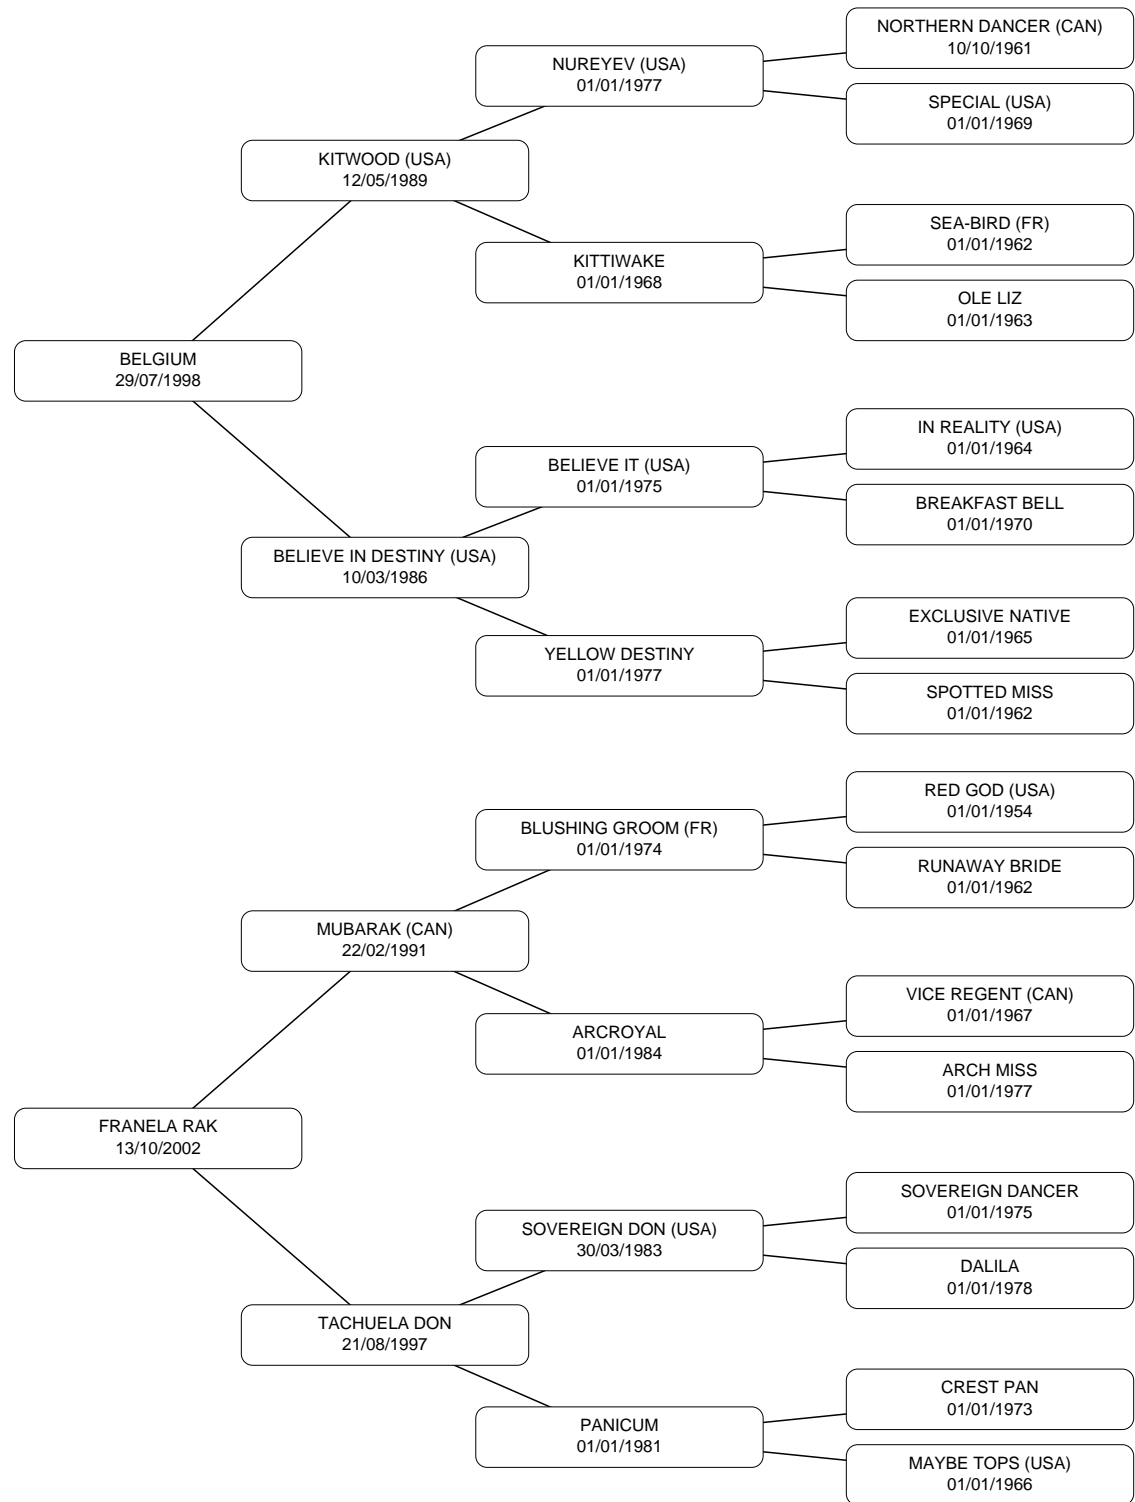 NORTHERN DANCER (CAN)
10/10/1961
NUREYEV (USA)
01/01/1977
SPECIAL (USA)
01/01/1969
KITWOOD (USA)
12/05/1989
SEA-BIRD (FR)
01/01/1962
KITTIWAKE
01/01/1968
OLE LIZ
01/01/1963
BELGIUM
29/07/1998
IN REALITY (USA)
01/01/1964
BELIEVE IT (USA)
01/01/1975
BREAKFAST BELL
01/01/1970
BELIEVE IN DESTINY (USA)
10/03/1986
EXCLUSIVE NATIVE
01/01/1965
YELLOW DESTINY
01/01/1977
SPOTTED MISS
01/01/1962
RED GOD (USA)
01/01/1954
BLUSHING GROOM (FR)
01/01/1974
RUNAWAY BRIDE
01/01/1962
MUBARAK (CAN)
22/02/1991
VICE REGENT (CAN)
01/01/1967
ARCROYAL
01/01/1984
ARCH MISS
01/01/1977
FRANELA RAK
13/10/2002
SOVEREIGN DANCER
01/01/1975
SOVEREIGN DON (USA)
30/03/1983
DALILA
01/01/1978
TACHUELA DON
21/08/1997
CREST PAN
01/01/1973
PANICUM
01/01/1981
MAYBE TOPS (USA)
01/01/1966